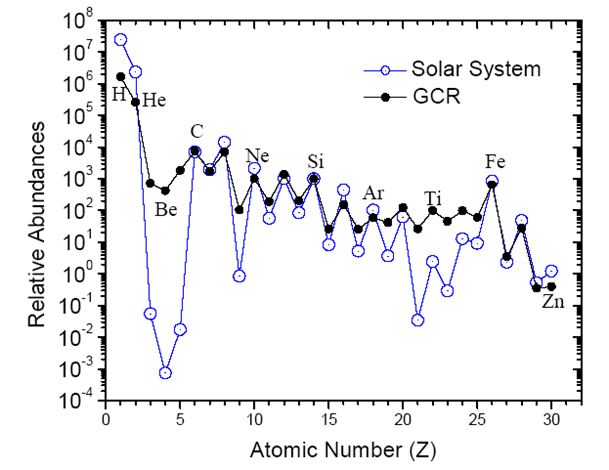 10^8
10^7
10^6
10^5
10^4
10^3
10^2
10^1
10^0
10^-1
10^-2
10^-3
10^-4
Relative Abundances
Solar System
GCR
H
He
Be
C
Ne
Si
Ar
Ti
Fe
Zn
0 5 10 15 20 25 30
Atomic Number (Z)